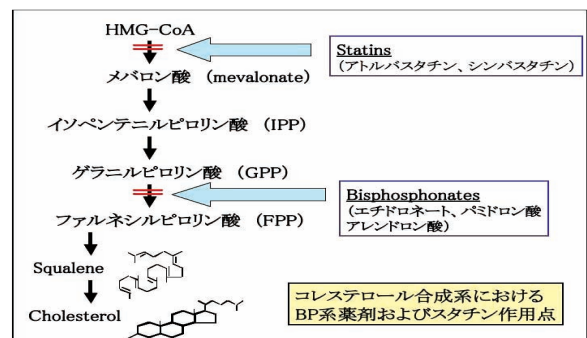 HMG-CoA
Statins
(アトルバスタチン、シンバスタチン)
メバロン酸 (mevalonate)
イソペンテニルピロリン酸 (IPP)
ゲラニルピロリン酸 (GPP)
Bisphosphonates
(エチドロネート、パミドロン酸
アレンドロン酸)
ファルネシルピロリン酸 (FPP)
Squalene
Cholesterol
コレステロール合成系における
BP系薬剤およびスタチン作用点